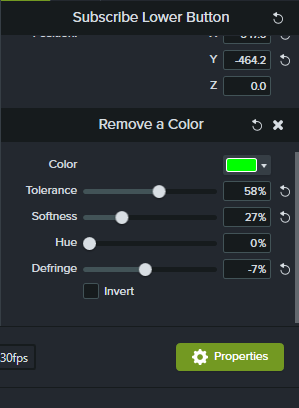 Subscribe Lower Button
Y -464.2
Z 0.0
Remove a Color
Color
Tolerance 58%
Softness 27%
Hue 0%
Defringe -7%
Invert
30fps
Properties